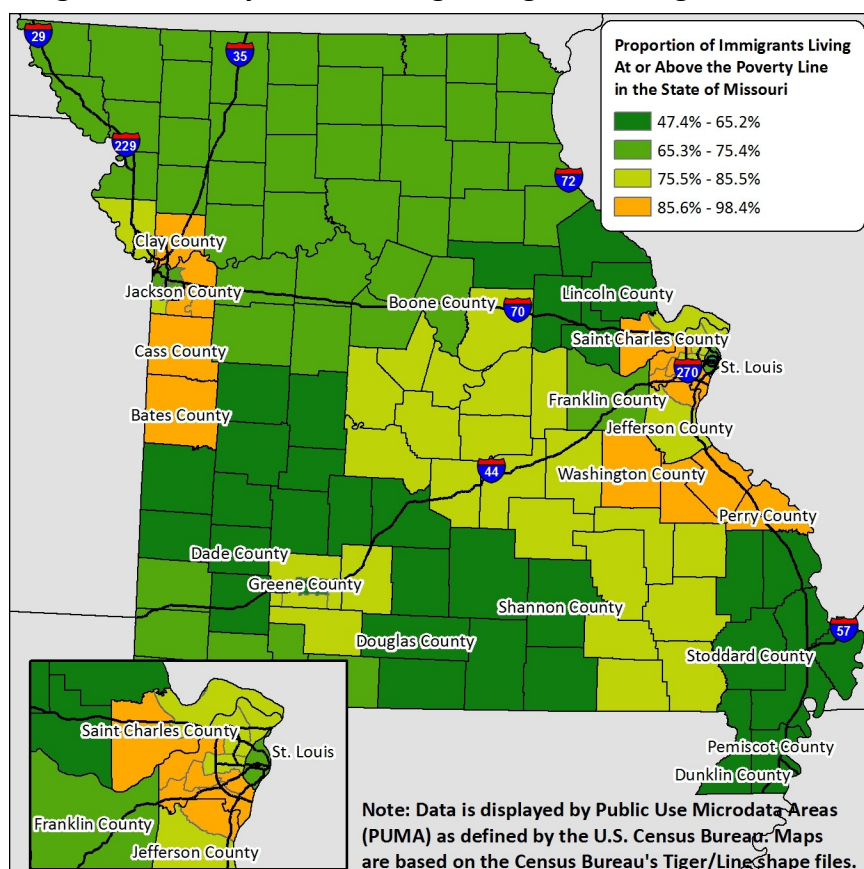 29
35
229
72
Proportion of Immigrants Living
At or Above the Poverty Line
in the State of Missouri
47.4% - 65.2%
65.3% - 75.4%
75.5% - 85.5%
85.6% - 98.4%
Clay County
Jackson County
Boone County
70
Lincoln County
Saint Charles County
St. Louis
270
Cass County
Bates County
Franklin County
Jefferson County
44
Washington County
Perry County
Dade County
Greene County
Shannon County
Douglas County
57
Stoddard County
Pemiscot County
Dunklin County
Saint Charles County
St. Louis
Franklin County
Jefferson County
Note: Data is displayed by Public Use Microdata Areas
(PUMA) as defined by the U.S. Census Bureau. Maps
are based on the Census Bureau's Tiger/Line shape files.